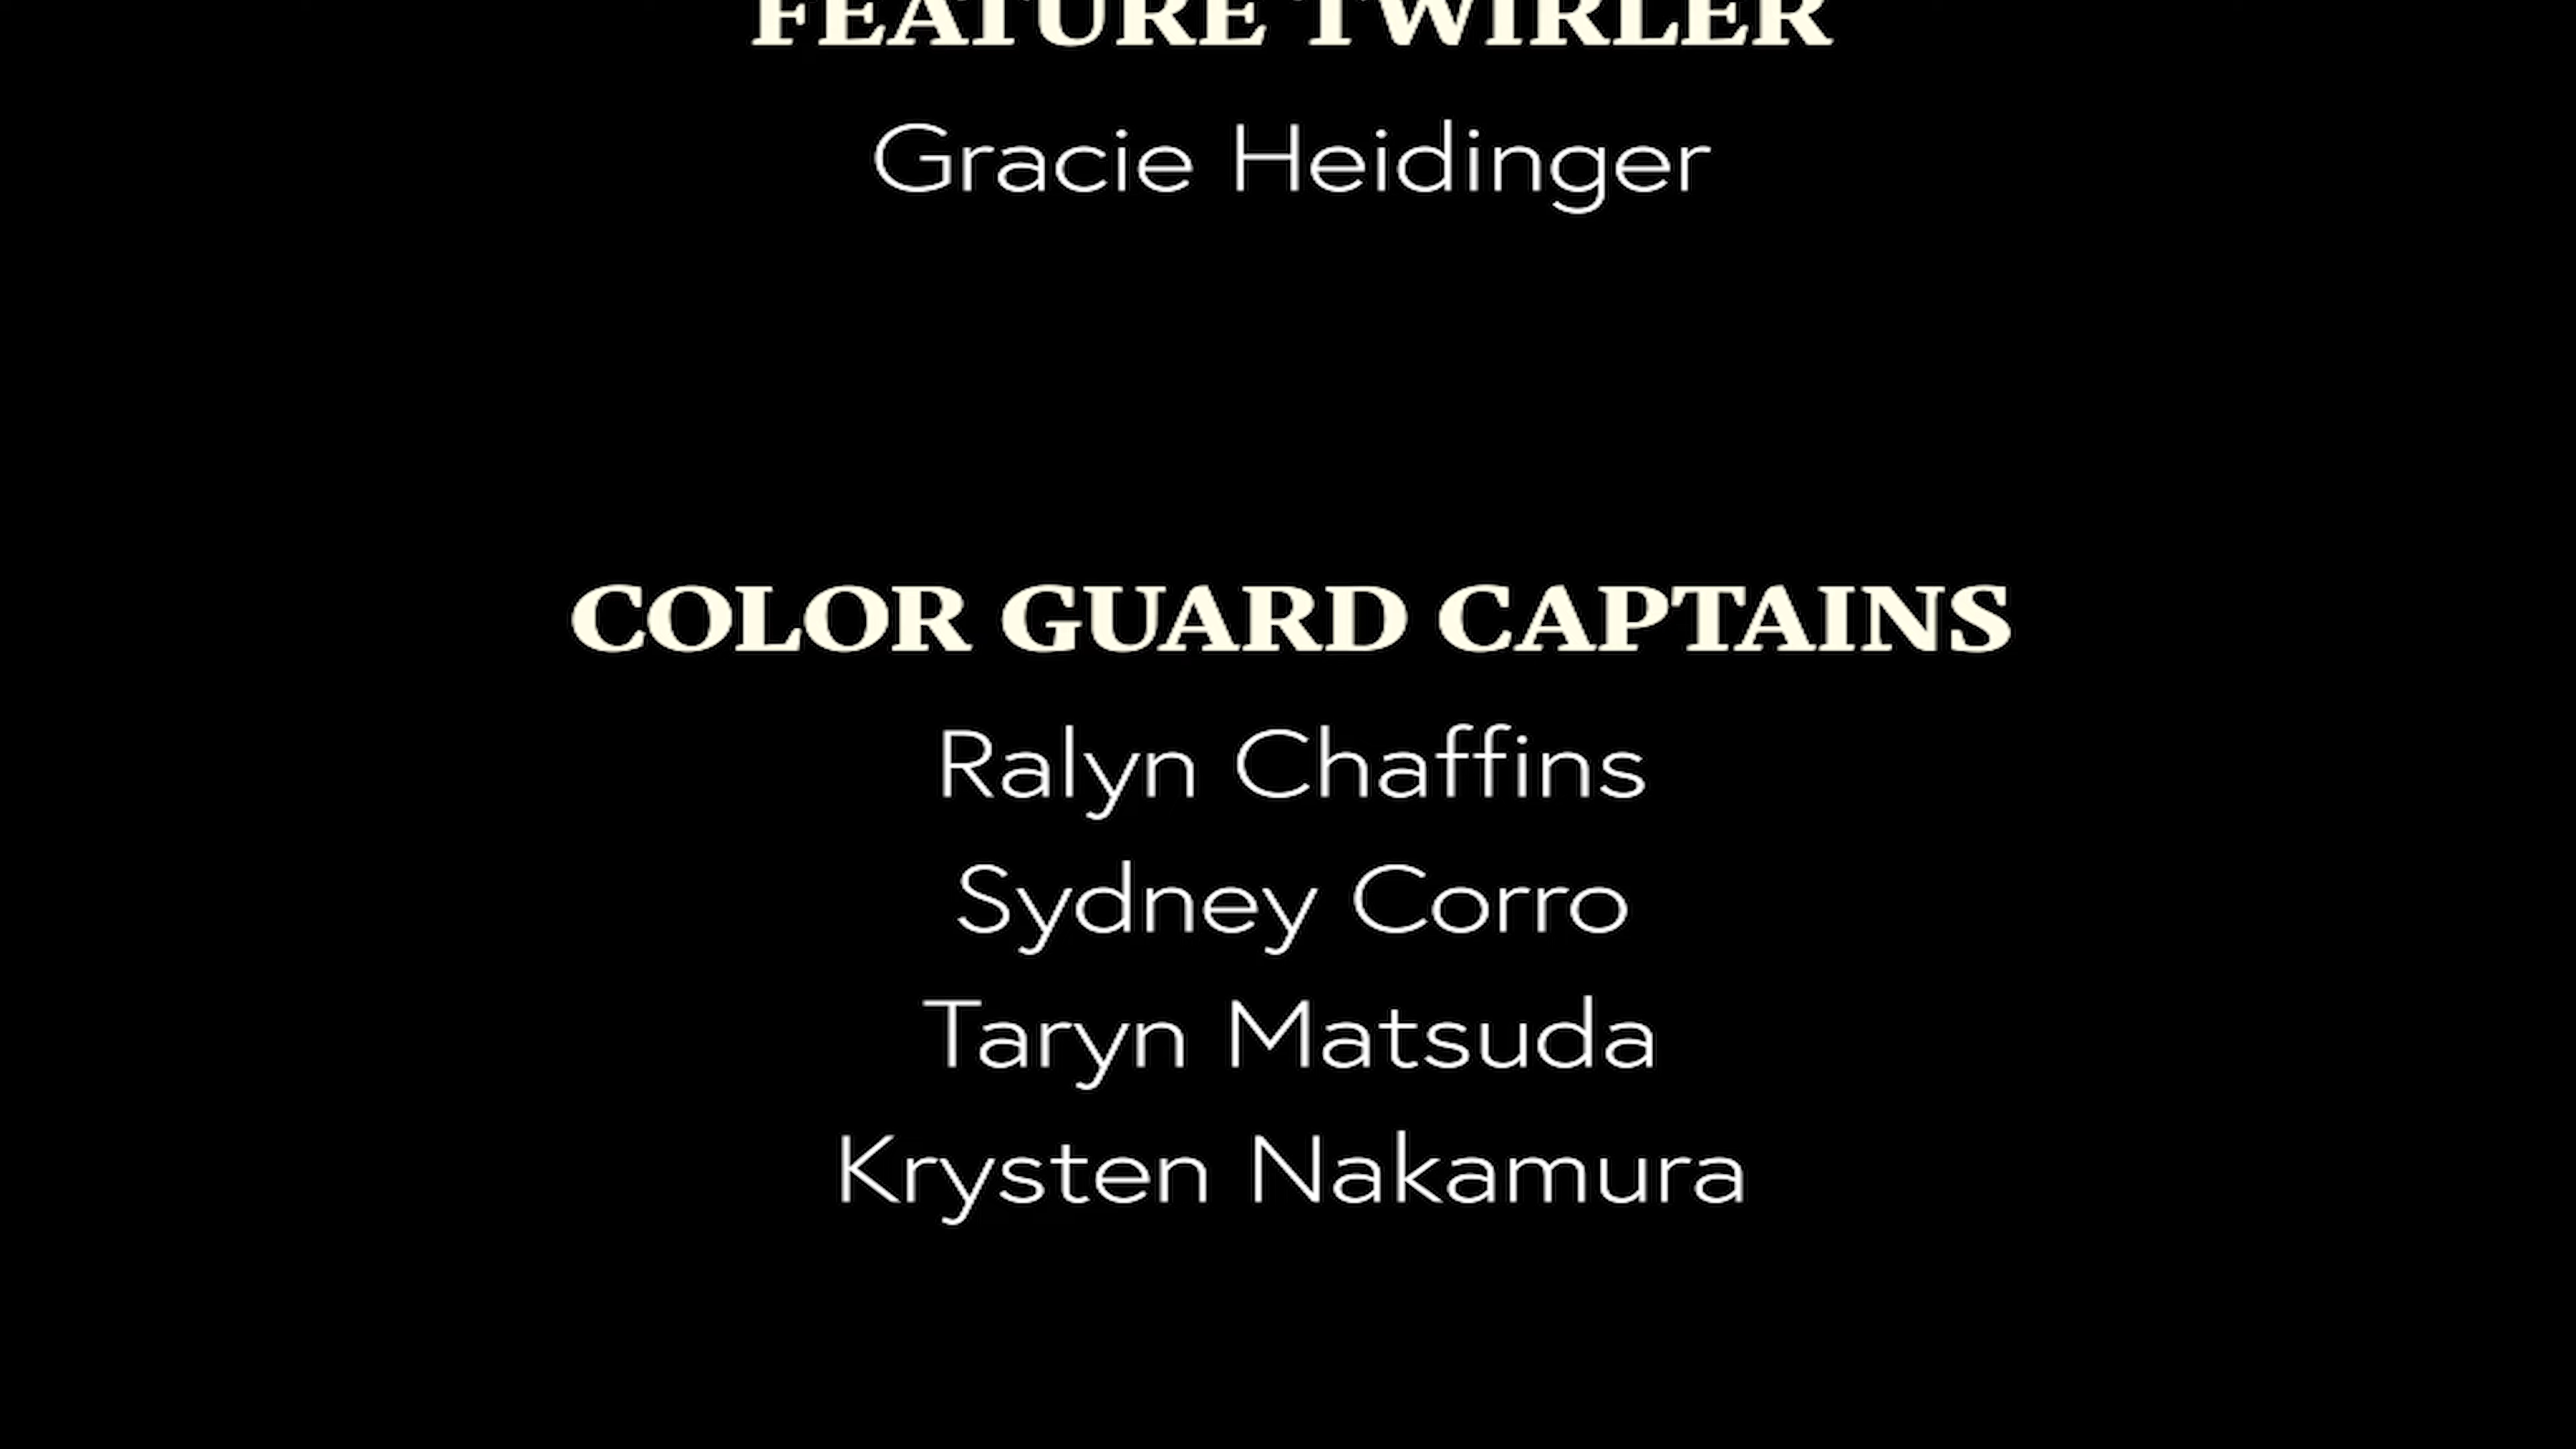 FEATURE TWIRLER
Gracie Heidinger
COLOR GUARD CAPTAINS
Ralyn Chaffins
Sydney Corro
Taryn Matsuda
Krysten Nakamura